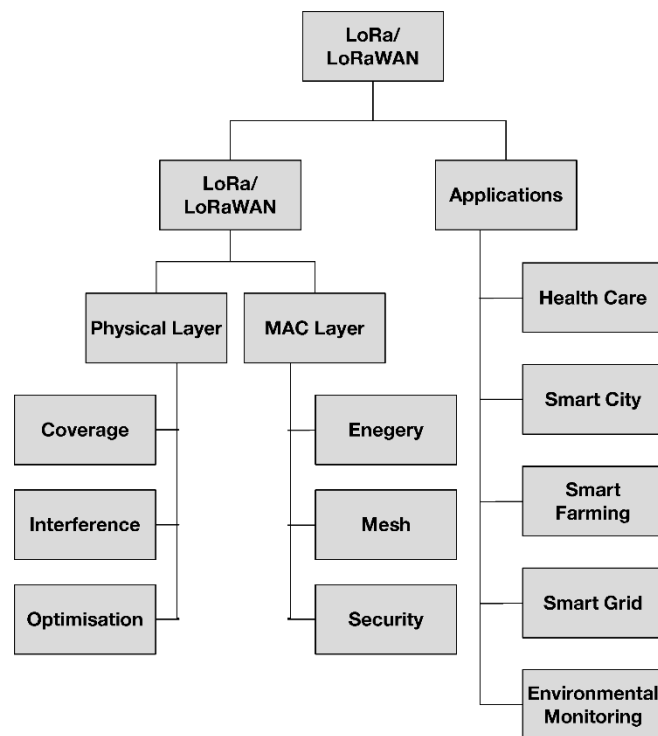 LoRa/
LoRaWAN
LoRa/
LoRaWAN
Applications
Physical Layer
MAC Layer
Coverage
Interference
Optimisation
Enegery
Mesh
Security
Health Care
Smart City
Smart
Farming
Smart Grid
Environmental
Monitoring